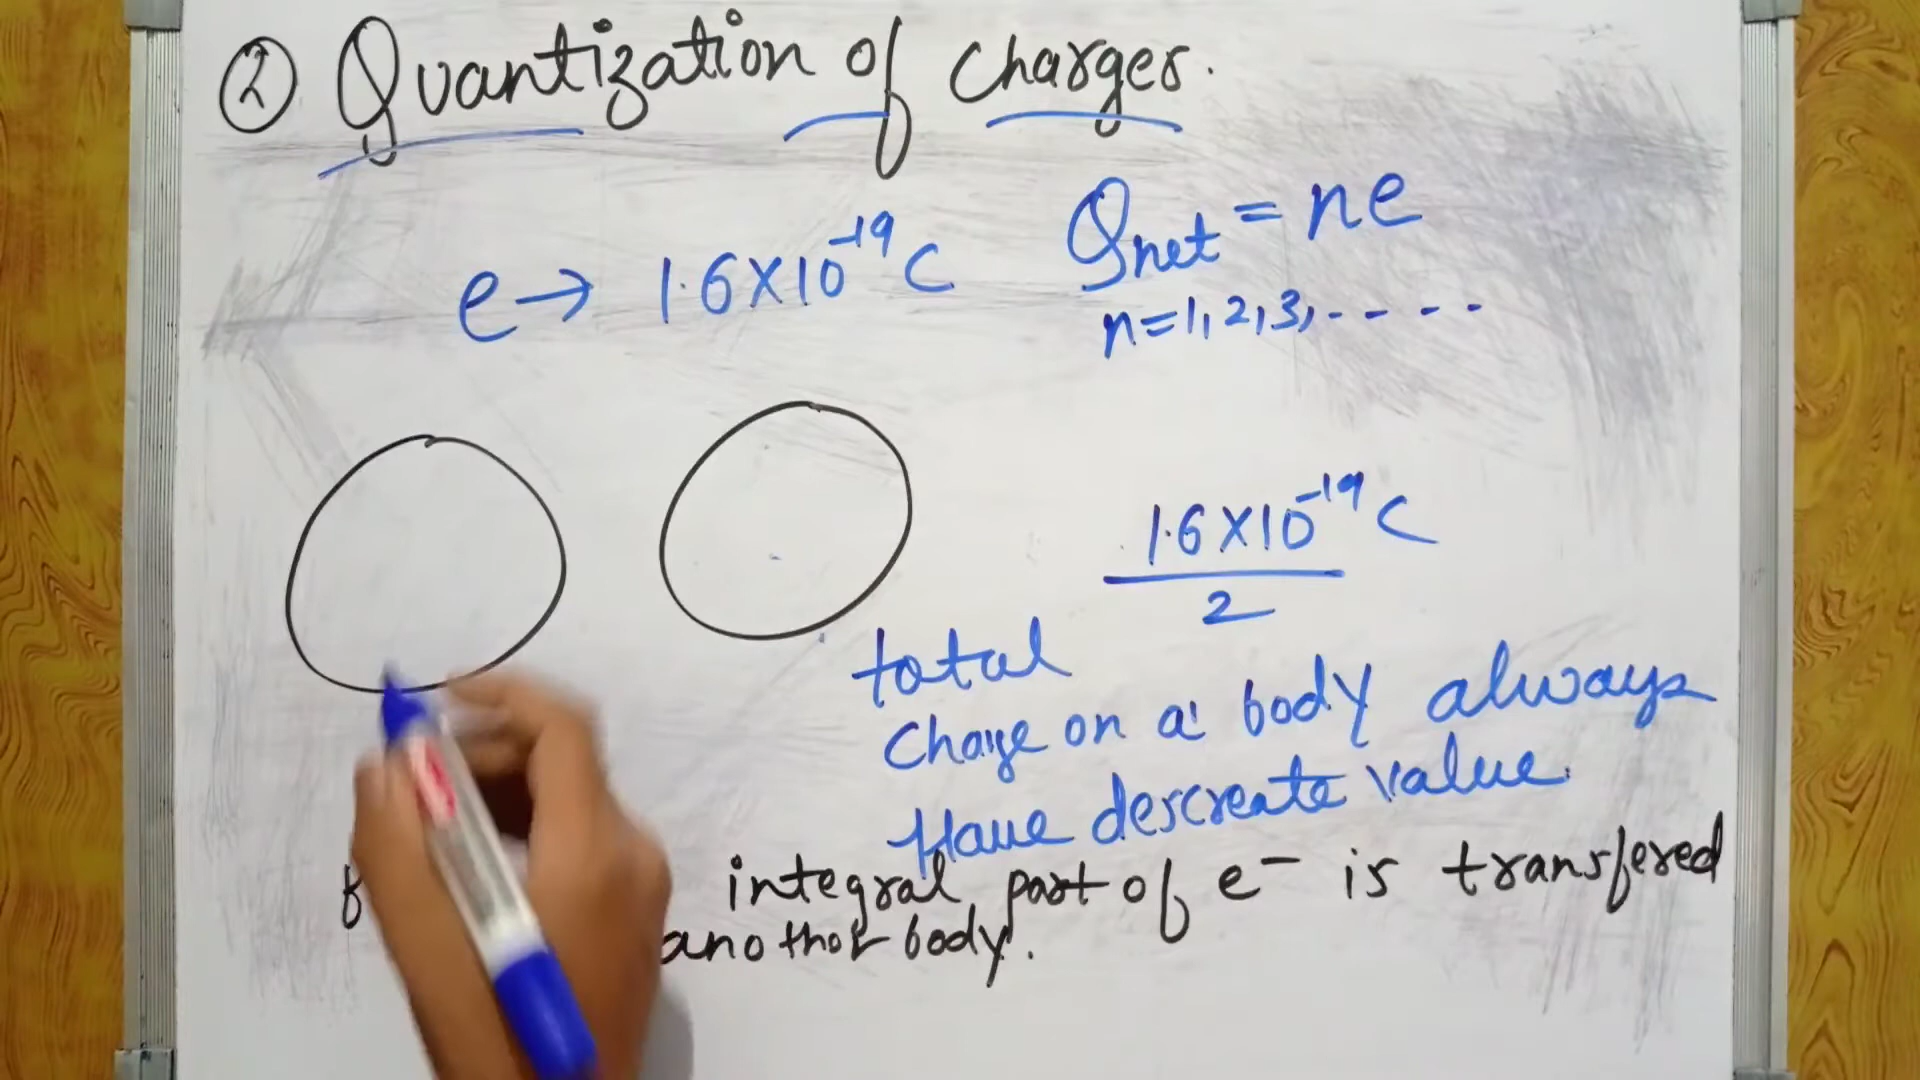 ② Quantization of charges.
e → 1.6×10⁻¹⁹ C
Qnet = ne
n=1,2,3,----
1.6×10⁻¹⁹ C
2
total
Charge on a body always
Have descreate value.
integral part of e⁻ is transfered
another body.